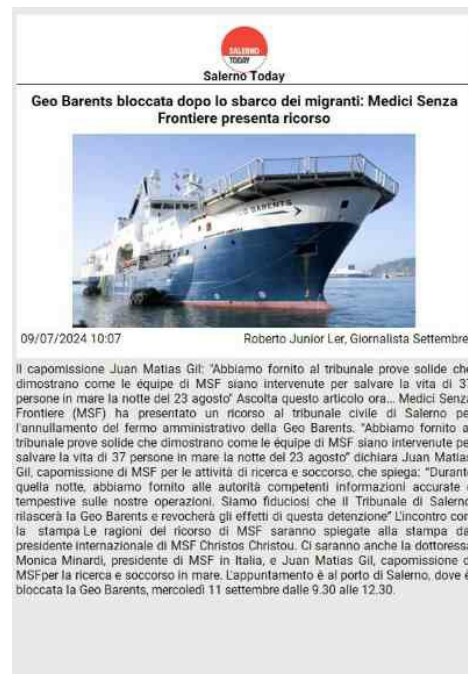 SALERNO
TODAY
Salerno Today
Geo Barents bloccata dopo lo sbarco dei migranti: Medici Senza
Frontiere presenta ricorso
GEO BARENTS
09/07/2024 10:07 Roberto Junior Ler, Giornalista Settembre
Il capomissione Juan Matias Gil: "Abbiamo fornito al tribunale prove solide che
dimostrano come le équipe di MSF siano intervenute per salvare la vita di 37
persone in mare la notte del 23 agosto" Ascolta questo articolo ora... Medici Senza
Frontiere (MSF) ha presentato un ricorso al tribunale civile di Salerno per
l'annullamento del fermo amministrativo della Geo Barents. "Abbiamo fornito al
tribunale prove solide che dimostrano come le équipe di MSF siano intervenute per
salvare la vita di 37 persone in mare la notte del 23 agosto" dichiara Juan Matias
Gil, capomissione di MSF per le attività di ricerca e soccorso, che spiega: "Durante
quella notte, abbiamo fornito alle autorità competenti informazioni accurate e
tempestive sulle nostre operazioni. Siamo fiduciosi che il Tribunale di Salerno
rilascerà la Geo Barents e revocherà gli effetti di questa detenzione" L'incontro con
la stampa Le ragioni del ricorso di MSF saranno spiegate alla stampa dal
presidente internazionale di MSF Christos Christou. Ci saranno anche la dottoressa
Monica Minardi, presidente di MSF in Italia, e Juan Matias Gil, capomissione di
MSFper la ricerca e soccorso in mare. L'appuntamento è al porto di Salerno, dove è
bloccata la Geo Barents, mercoledì 11 settembre dalle 9.30 alle 12.30.